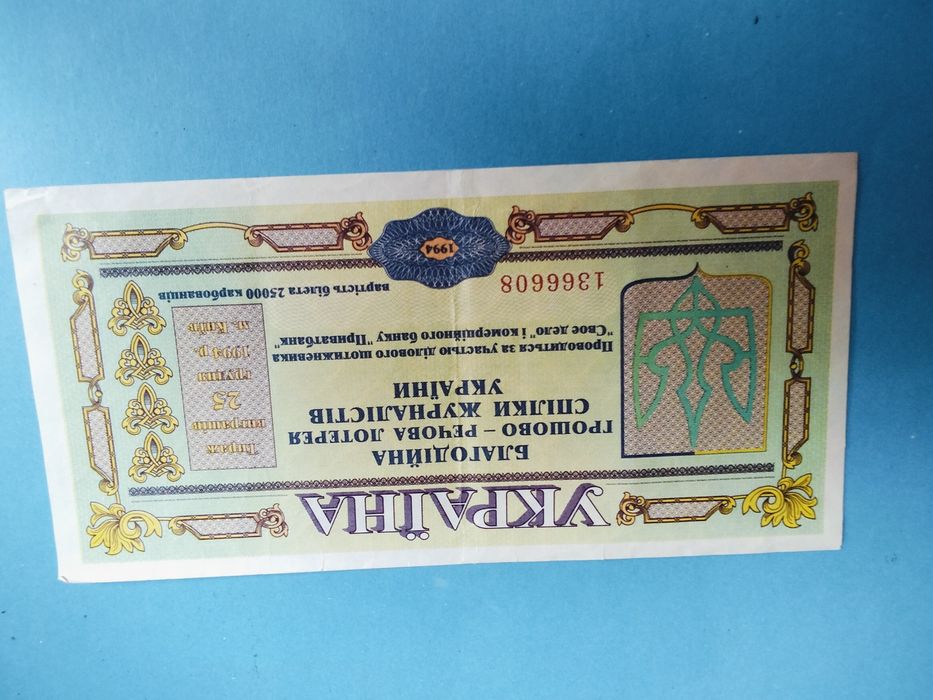 УКРАЇНА
БЛАГОДІЙНА
ГРОШОВО – РЕЧОВА ЛОТЕРЕЯ
СПІЛКИ ЖУРНАЛІСТІВ
УКРАЇНИ
Проводиться за участью ділового щотижневика
"Свое дело" і комерційного банку "Приватбанк"
1366608
вартість білета 25000 карбованців
1994
Тираж
виграшів
25
грудня
1994 р.
м. Київ